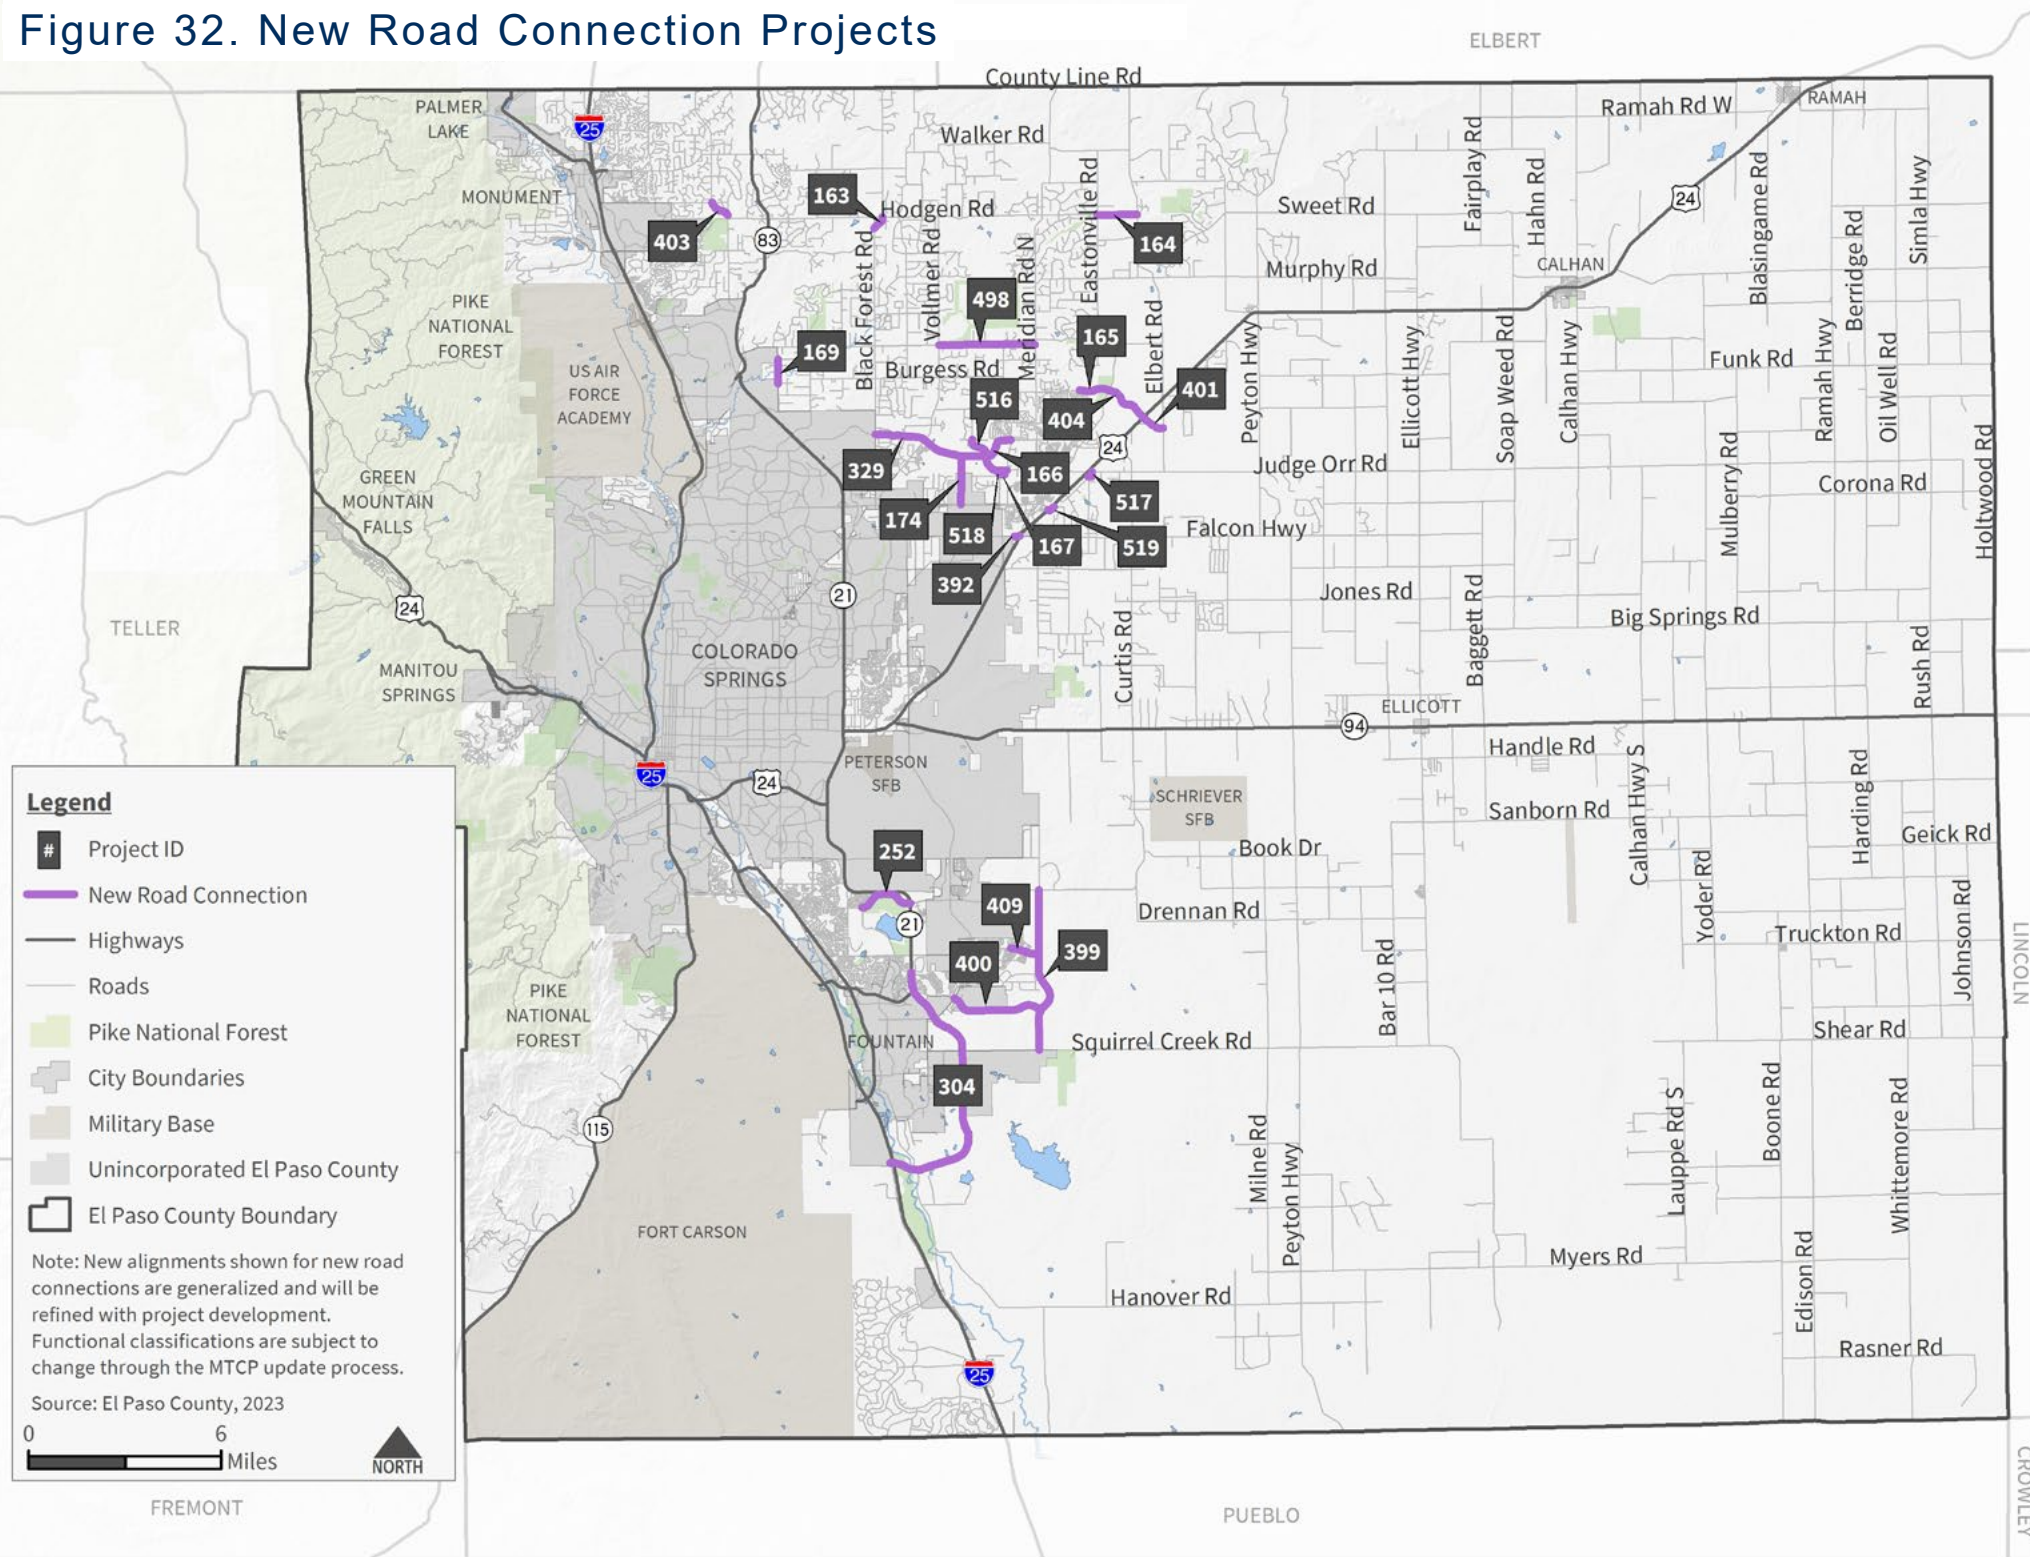 Figure 32. New Road Connection Projects
ELBERT
County Line Rd
PALMER
LAKE
25
RAMAH
Ramah Rd W
Walker Rd
MONUMENT
163
Hodgen Rd
403
83
164
Eastonville Rd
Sweet Rd
Fairplay Rd
Hahn Rd
24
Blasingame Rd
Berridge Rd
Simla Hwy
Black Forest Rd
Vollmer Rd
Meridian Rd N
Murphy Rd
CALHAN
PIKE
NATIONAL
FOREST
498
165
Elbert Rd
169
Burgess Rd
US AIR
FORCE
ACADEMY
516
404
401
Peyton Hwy
Ellicott Hwy
Soap Weed Rd
Calhan Hwy
Funk Rd
Ramah Hwy
Oil Well Rd
Holtwood Rd
24
329
166
Judge Orr Rd
Mulberry Rd
Corona Rd
GREEN
MOUNTAIN
FALLS
174
518
517
167
519
Falcon Hwy
392
24
21
Jones Rd
Baggett Rd
Big Springs Rd
TELLER
Curtis Rd
Rush Rd
COLORADO
SPRINGS
MANITOU
SPRINGS
ELLICOTT
94
Handle Rd
25
24
PETERSON
SFB
SCHRIEVER
SFB
Sanborn Rd
Calhan Hwy S
Harding Rd
Geick Rd
252
Book Dr
Yoder Rd
Johnson Rd
409
Drennan Rd
21
400
399
Bar 10 Rd
Truckton Rd
LINCOLN
PIKE
NATIONAL
FOREST
FOUNTAIN
Squirrel Creek Rd
Shear Rd
304
115
Milne Rd
Peyton Hwy
Lauppe Rd S
Boone Rd
Whittemore Rd
FORT CARSON
Myers Rd
Edison Rd
Hanover Rd
Rasner Rd
25
Legend
# Project ID
New Road Connection
Highways
Roads
Pike National Forest
City Boundaries
Military Base
Unincorporated El Paso County
El Paso County Boundary
Note: New alignments shown for new road
connections are generalized and will be
refined with project development.
Functional classifications are subject to
change through the MTCP update process.
Source: El Paso County, 2023
0 6
Miles
NORTH
FREMONT
PUEBLO
CROWLEY